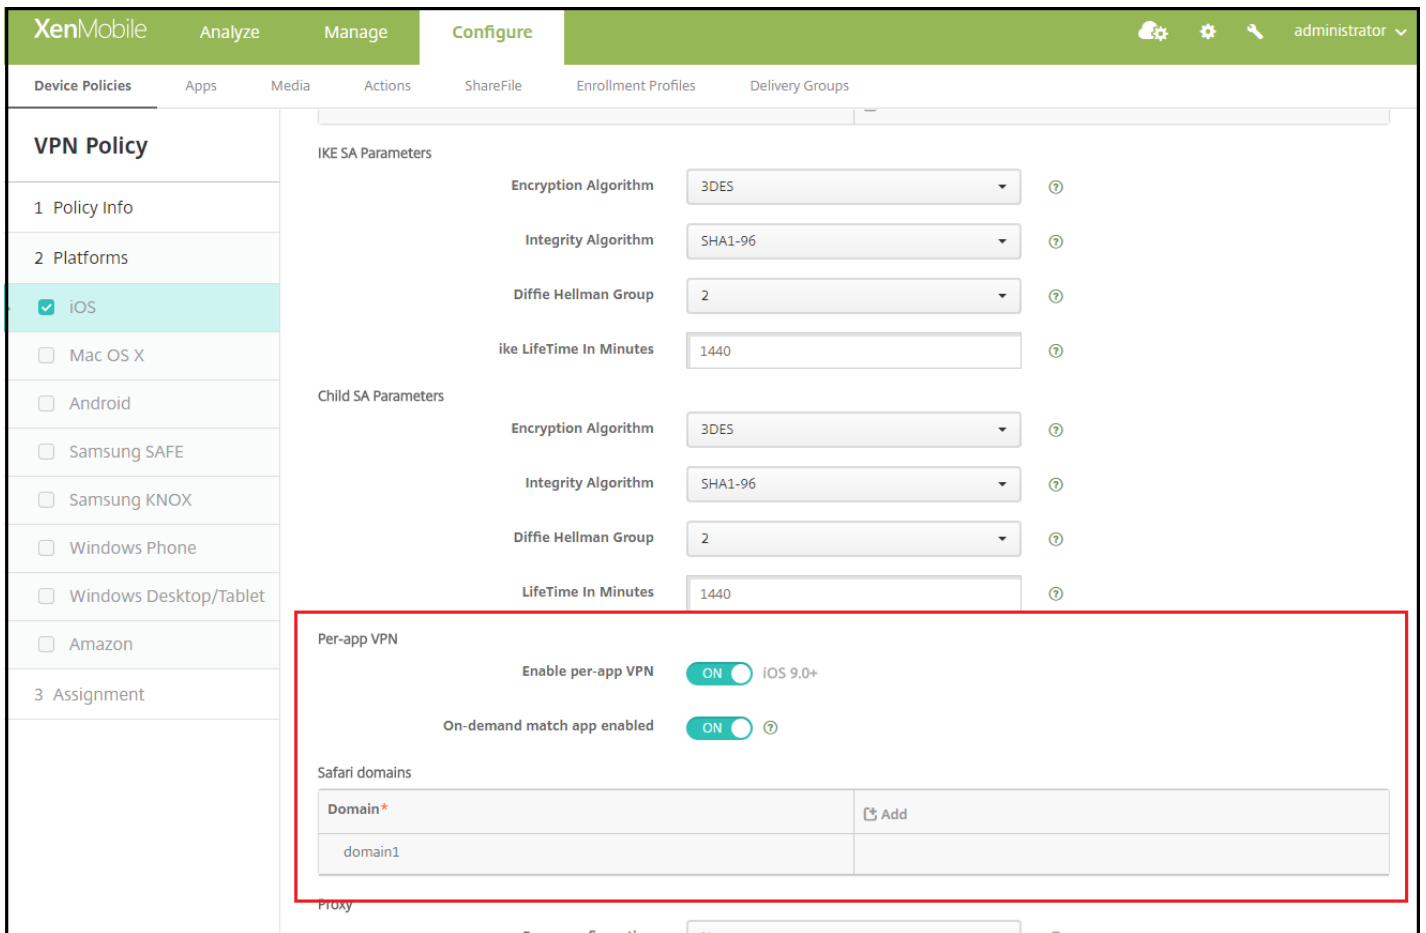 XenMobile Analyze Manage Configure administrator
Device Policies Apps Media Actions ShareFile Enrollment Profiles Delivery Groups
VPN Policy
1 Policy Info
2 Platforms
iOS
Mac OS X
Android
Samsung SAFE
Samsung KNOX
Windows Phone
Windows Desktop/Tablet
Amazon
3 Assignment
IKE SA Parameters
Encryption Algorithm 3DES
Integrity Algorithm SHA1-96
Diffie Hellman Group 2
ike LifeTime In Minutes 1440
Child SA Parameters
Encryption Algorithm 3DES
Integrity Algorithm SHA1-96
Diffie Hellman Group 2
LifeTime In Minutes 1440
Per-app VPN
Enable per-app VPN ON iOS 9.0+
On-demand match app enabled ON
Safari domains
Domain* Add
domain1
Proxy